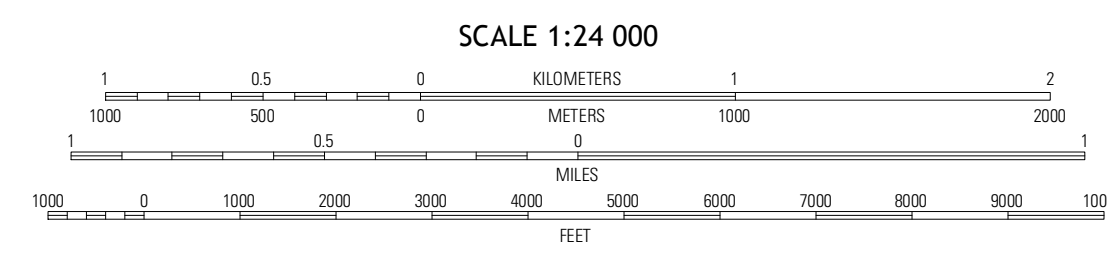 SCALE 1:24 000
1 0.5 0 KILOMETERS 1 2
1000 500 0 METERS 1000 2000
1 0.5 0 1
MILES
1000 0 1000 2000 3000 4000 5000 6000 7000 8000 9000 100
FEET